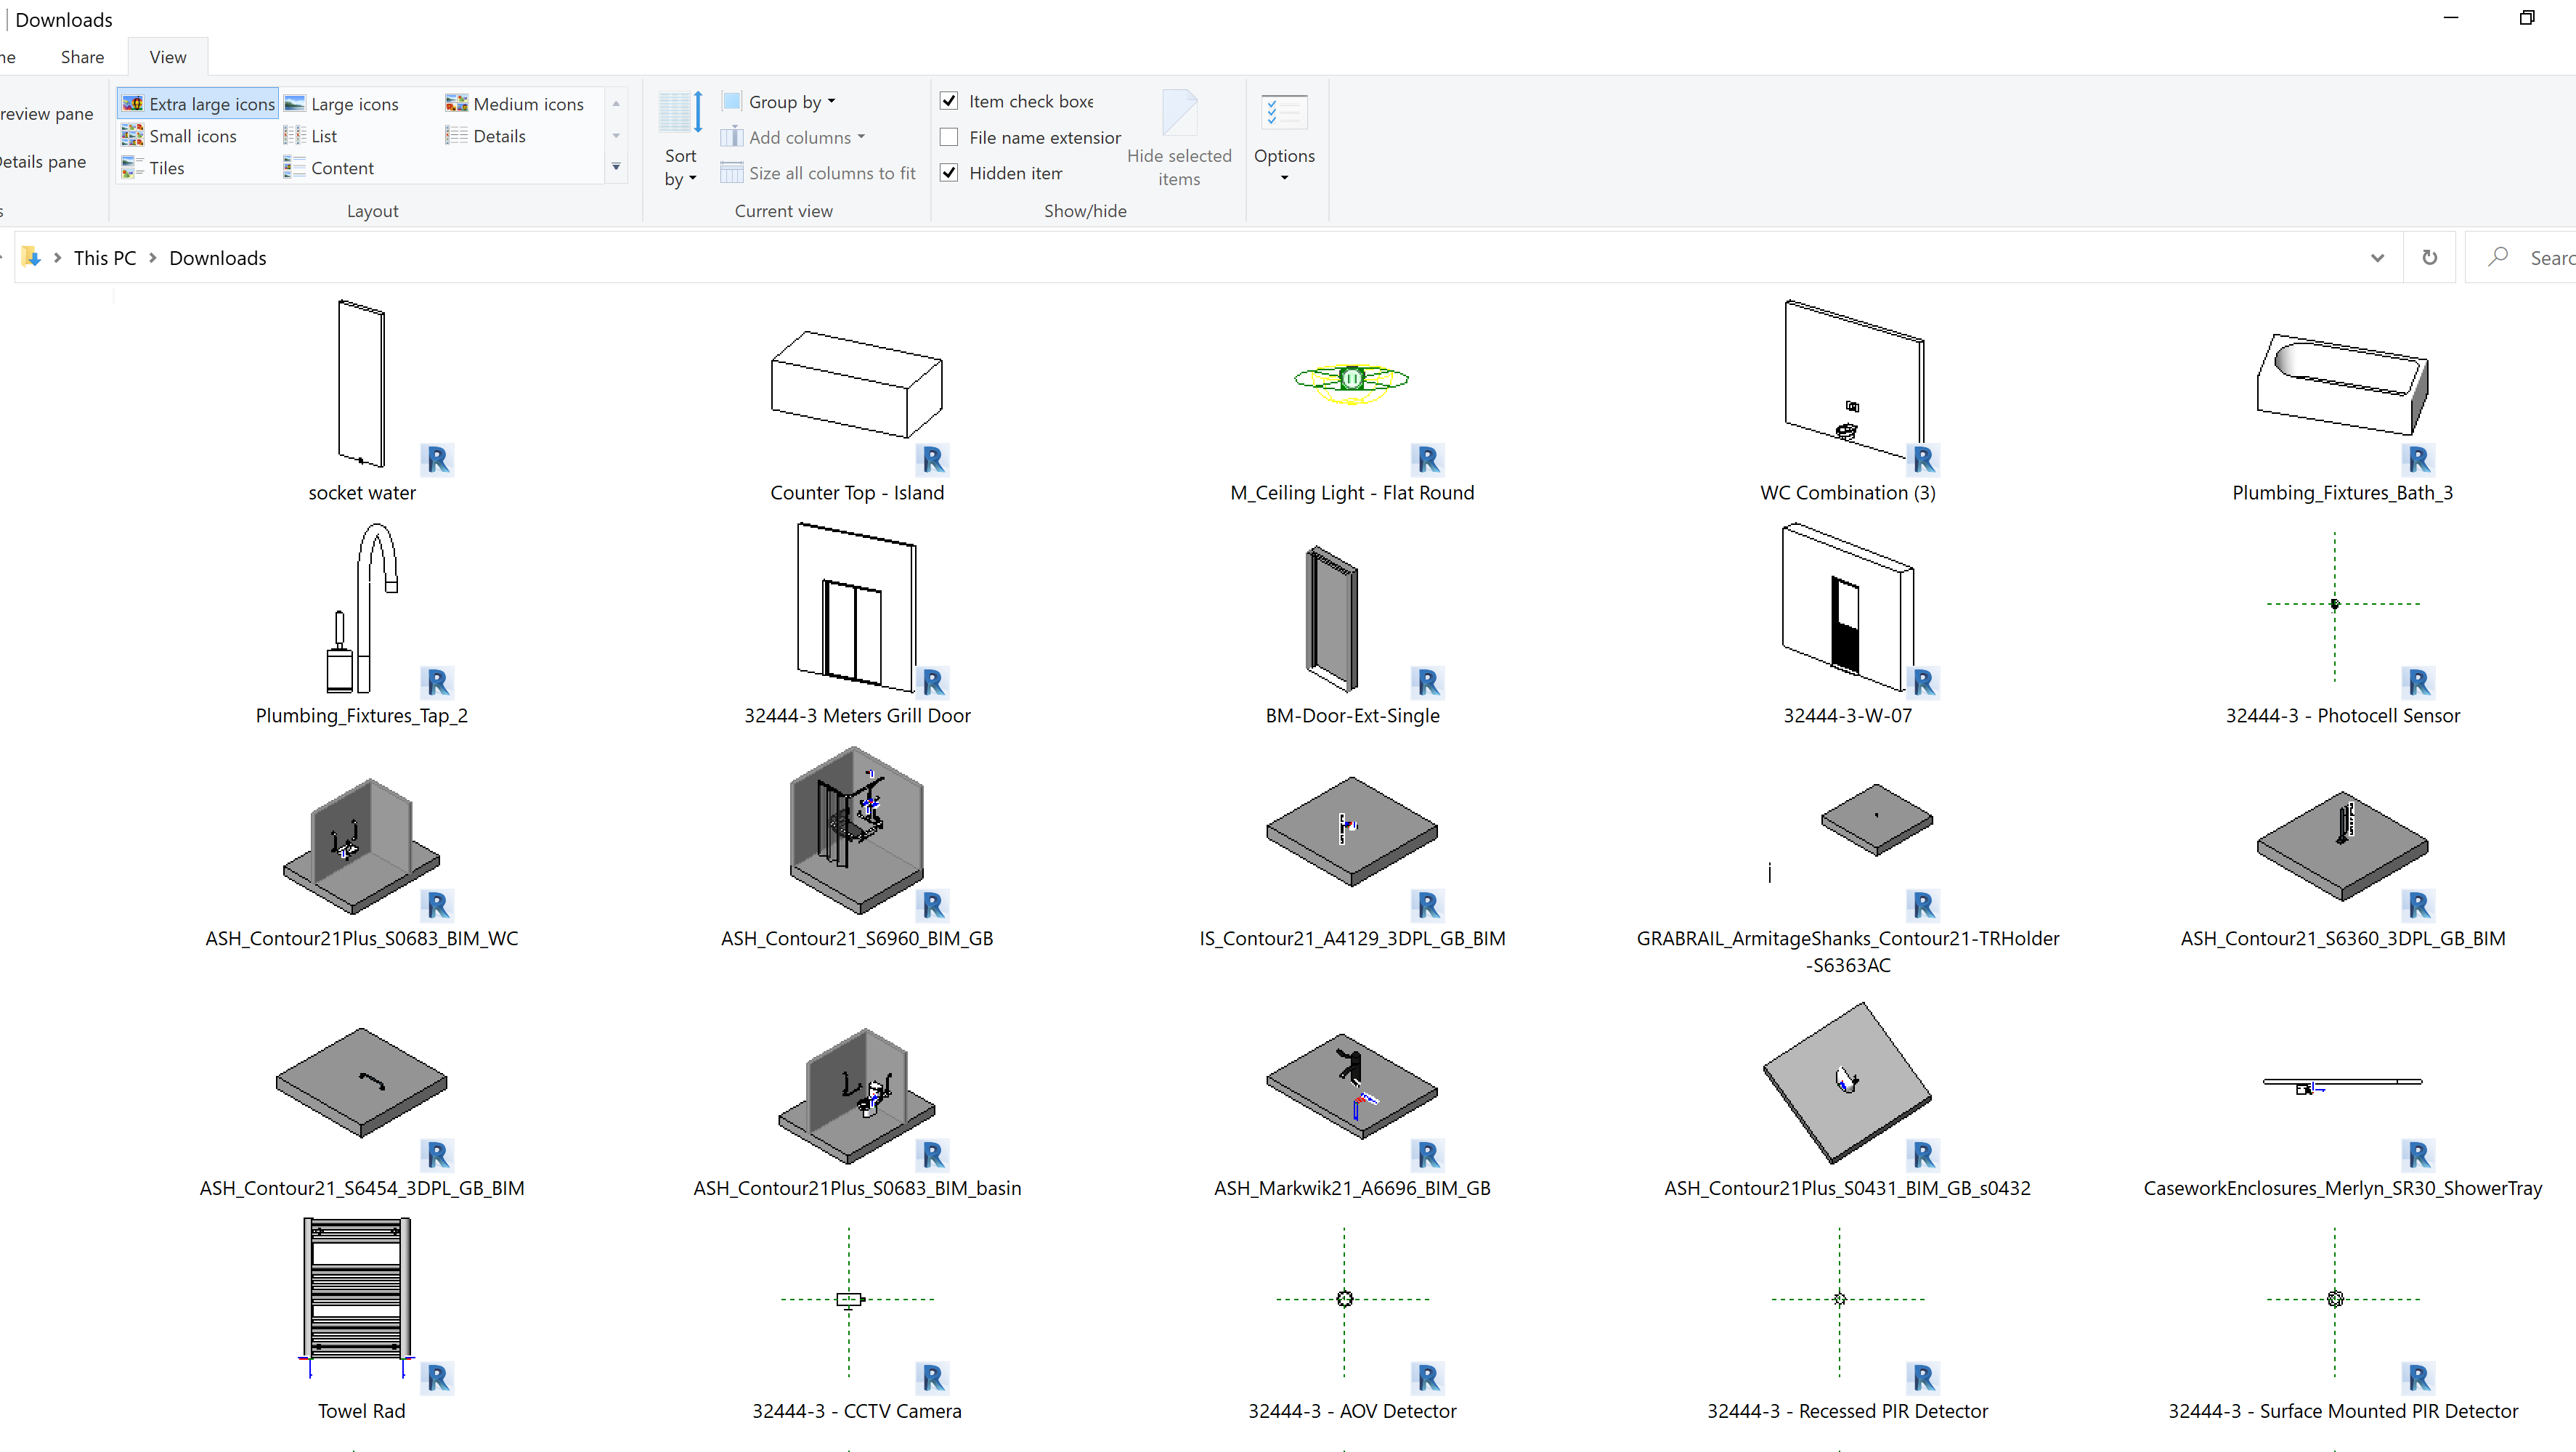 Downloads
Share
View
Extra large icons
Large icons
Medium icons
Small icons
List
Details
Tiles
Content
Layout
Sort
by
Group by
Add columns
Size all columns to fit
Current view
Item check boxe
File name extension
Hidden item
Hide selected
items
Show/hide
Options
review pane
etails pane
This PC
Downloads
Searc
socket water
Counter Top - Island
M_Ceiling Light - Flat Round
WC Combination (3)
Plumbing_Fixtures_Bath_3
Plumbing_Fixtures_Tap_2
32444-3 Meters Grill Door
BM-Door-Ext-Single
32444-3-W-07
32444-3 - Photocell Sensor
ASH_Contour21Plus_S0683_BIM_WC
ASH_Contour21_S6960_BIM_GB
IS_Contour21_A4129_3DPL_GB_BIM
GRABRAIL_ArmitageShanks_Contour21-TRHolder
-S6363AC
ASH_Contour21_S6360_3DPL_GB_BIM
ASH_Contour21_S6454_3DPL_GB_BIM
ASH_Contour21Plus_S0683_BIM_basin
ASH_Markwik21_A6696_BIM_GB
ASH_Contour21Plus_S0431_BIM_GB_s0432
CaseworkEnclosures_Merlyn_SR30_ShowerTray
Towel Rad
32444-3 - CCTV Camera
32444-3 - AOV Detector
32444-3 - Recessed PIR Detector
32444-3 - Surface Mounted PIR Detector